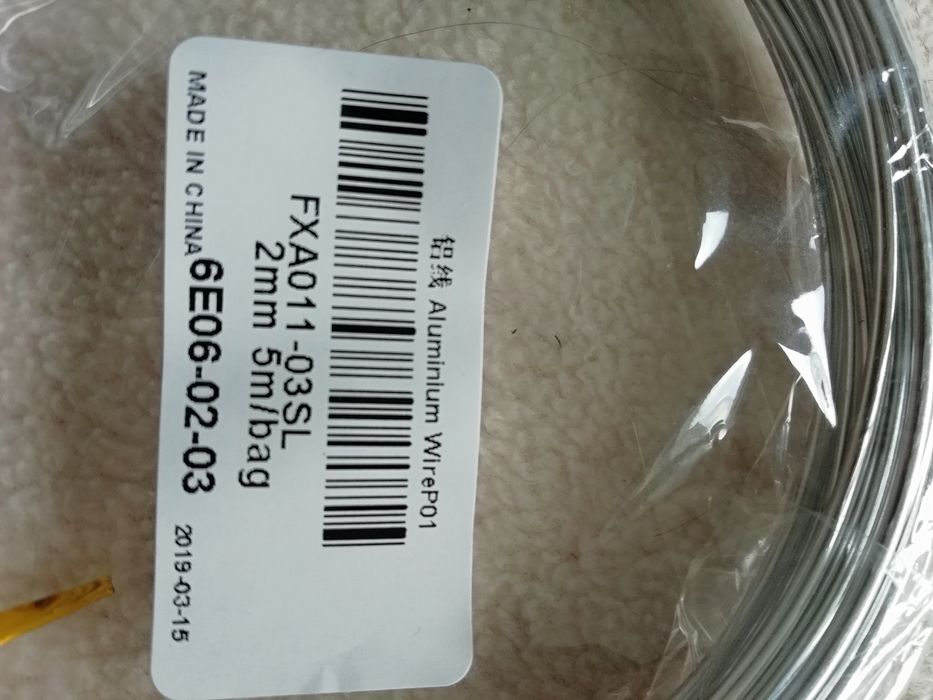 铝线 Aluminium WireP01
FXA011-03SL
2mm 5m/bag
MADE IN CHINA 6E06-02-03 2019-03-15